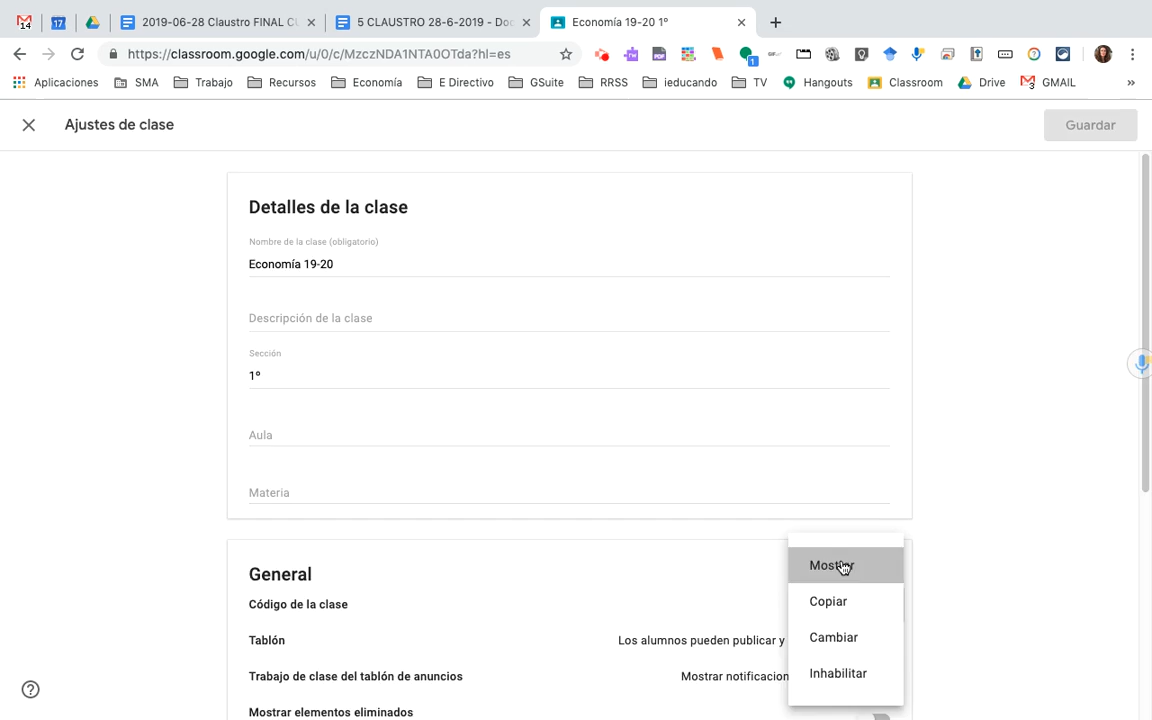 2019-06-28 Claustro FINAL CU
5 CLAUSTRO 28-6-2019 - Doc
Economía 19-20 1º
https://classroom.google.com/u/0/c/MzczNDA1NTA0OTda?hl=es
Aplicaciones
SMA
Trabajo
Recursos
Economía
E Directivo
GSuite
RRSS
ieducando
TV
Hangouts
Classroom
Drive
GMAIL
»
Ajustes de clase
Guardar
Detalles de la clase
Nombre de la clase (obligatorio)
Economía 19-20
Descripción de la clase
Sección
1º
Aula
Materia
General
Mostrar
Código de la clase
Copiar
Tablón
Los alumnos pueden publicar y
Cambiar
Trabajo de clase del tablón de anuncios
Mostrar notificacion
Inhabilitar
Mostrar elementos eliminados